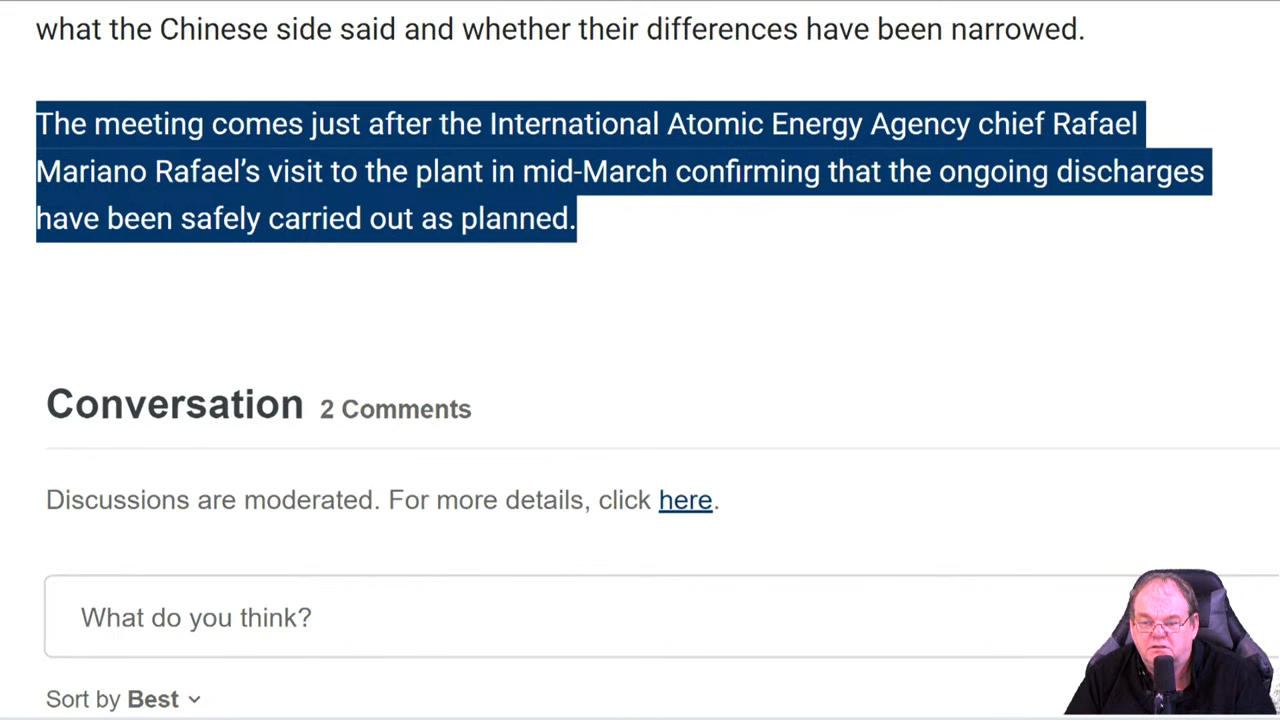 what the Chinese side said and whether their differences have been narrowed.
The meeting comes just after the International Atomic Energy Agency chief Rafael
Mariano Rafael’s visit to the plant in mid-March confirming that the ongoing discharges
have been safely carried out as planned.
Conversation 2 Comments
Discussions are moderated. For more details, click here.
What do you think?
Sort by Best